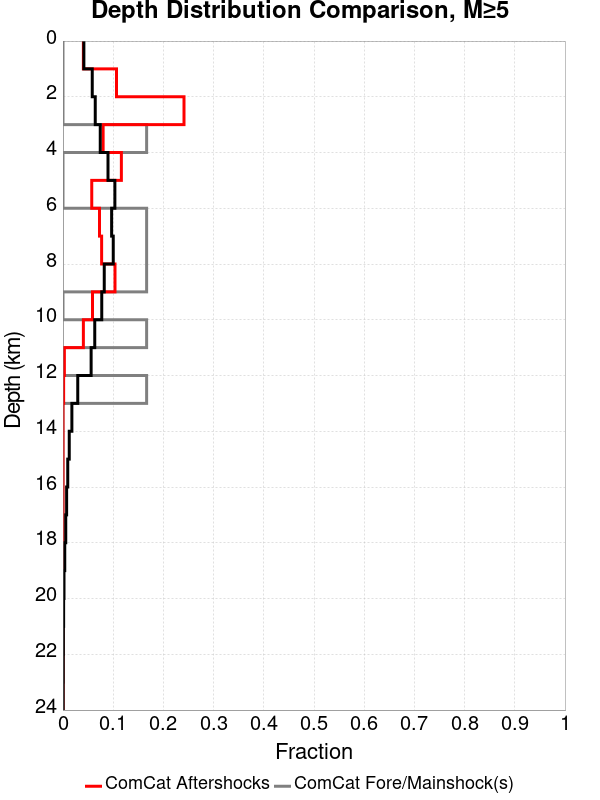 Depth Distribution Comparison, M≥5
0
2
4
6
8
10
12
14
16
18
20
22
24
Depth (km)
0 0.1 0.2 0.3 0.4 0.5 0.6 0.7 0.8 0.9 1
Fraction
ComCat Aftershocks ComCat Fore/Mainshock(s)